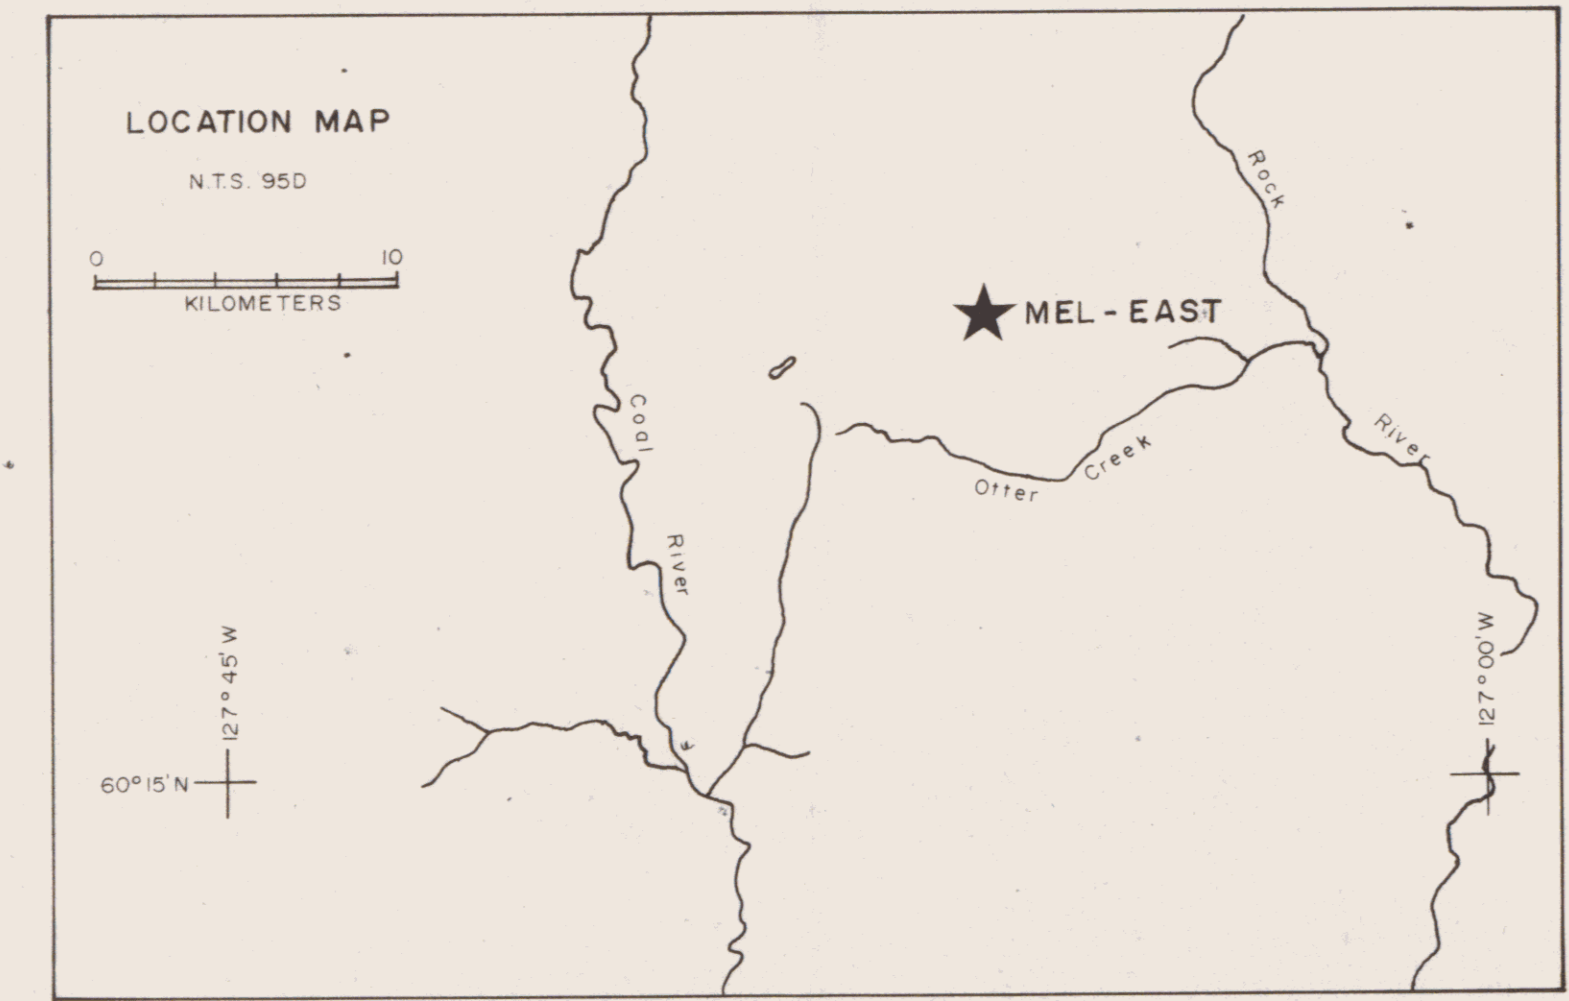 LOCATION MAP
N.T.S. 95D
0 10
KILOMETERS
Rock
MEL-EAST
Coal
River
Otter Creek
River
127°45'W
127°00'W
60°15'N